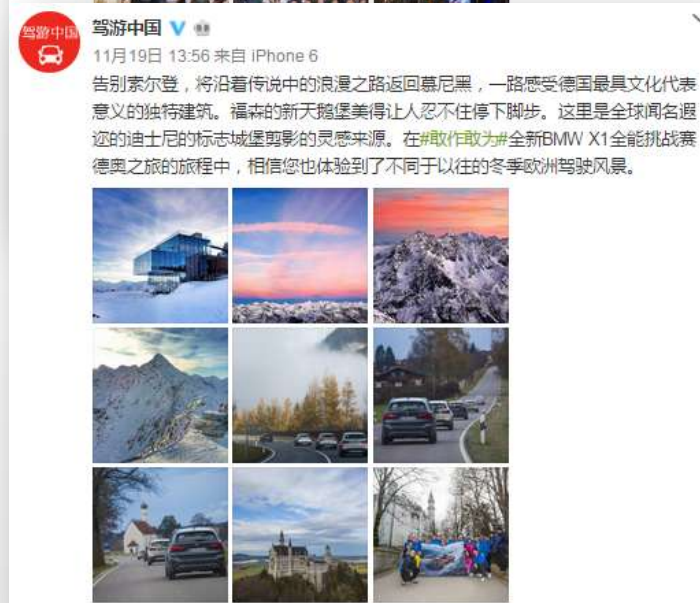 驾游中国
驾游中国
11月19日 13:56 来自 iPhone 6
告别索尔登，将沿着传说中的浪漫之路返回慕尼黑，一路感受德国最具文化代表
意义的独特建筑。福森的新天鹅堡美得让人忍不住停下脚步。这里是全球闻名遐
迩的迪士尼的标志城堡剪影的灵感来源。在#敢作敢为#全新BMW X1全能挑战赛
德奥之旅的旅程中，相信您也体验到了不同于以往的冬季欧洲驾驶风景。